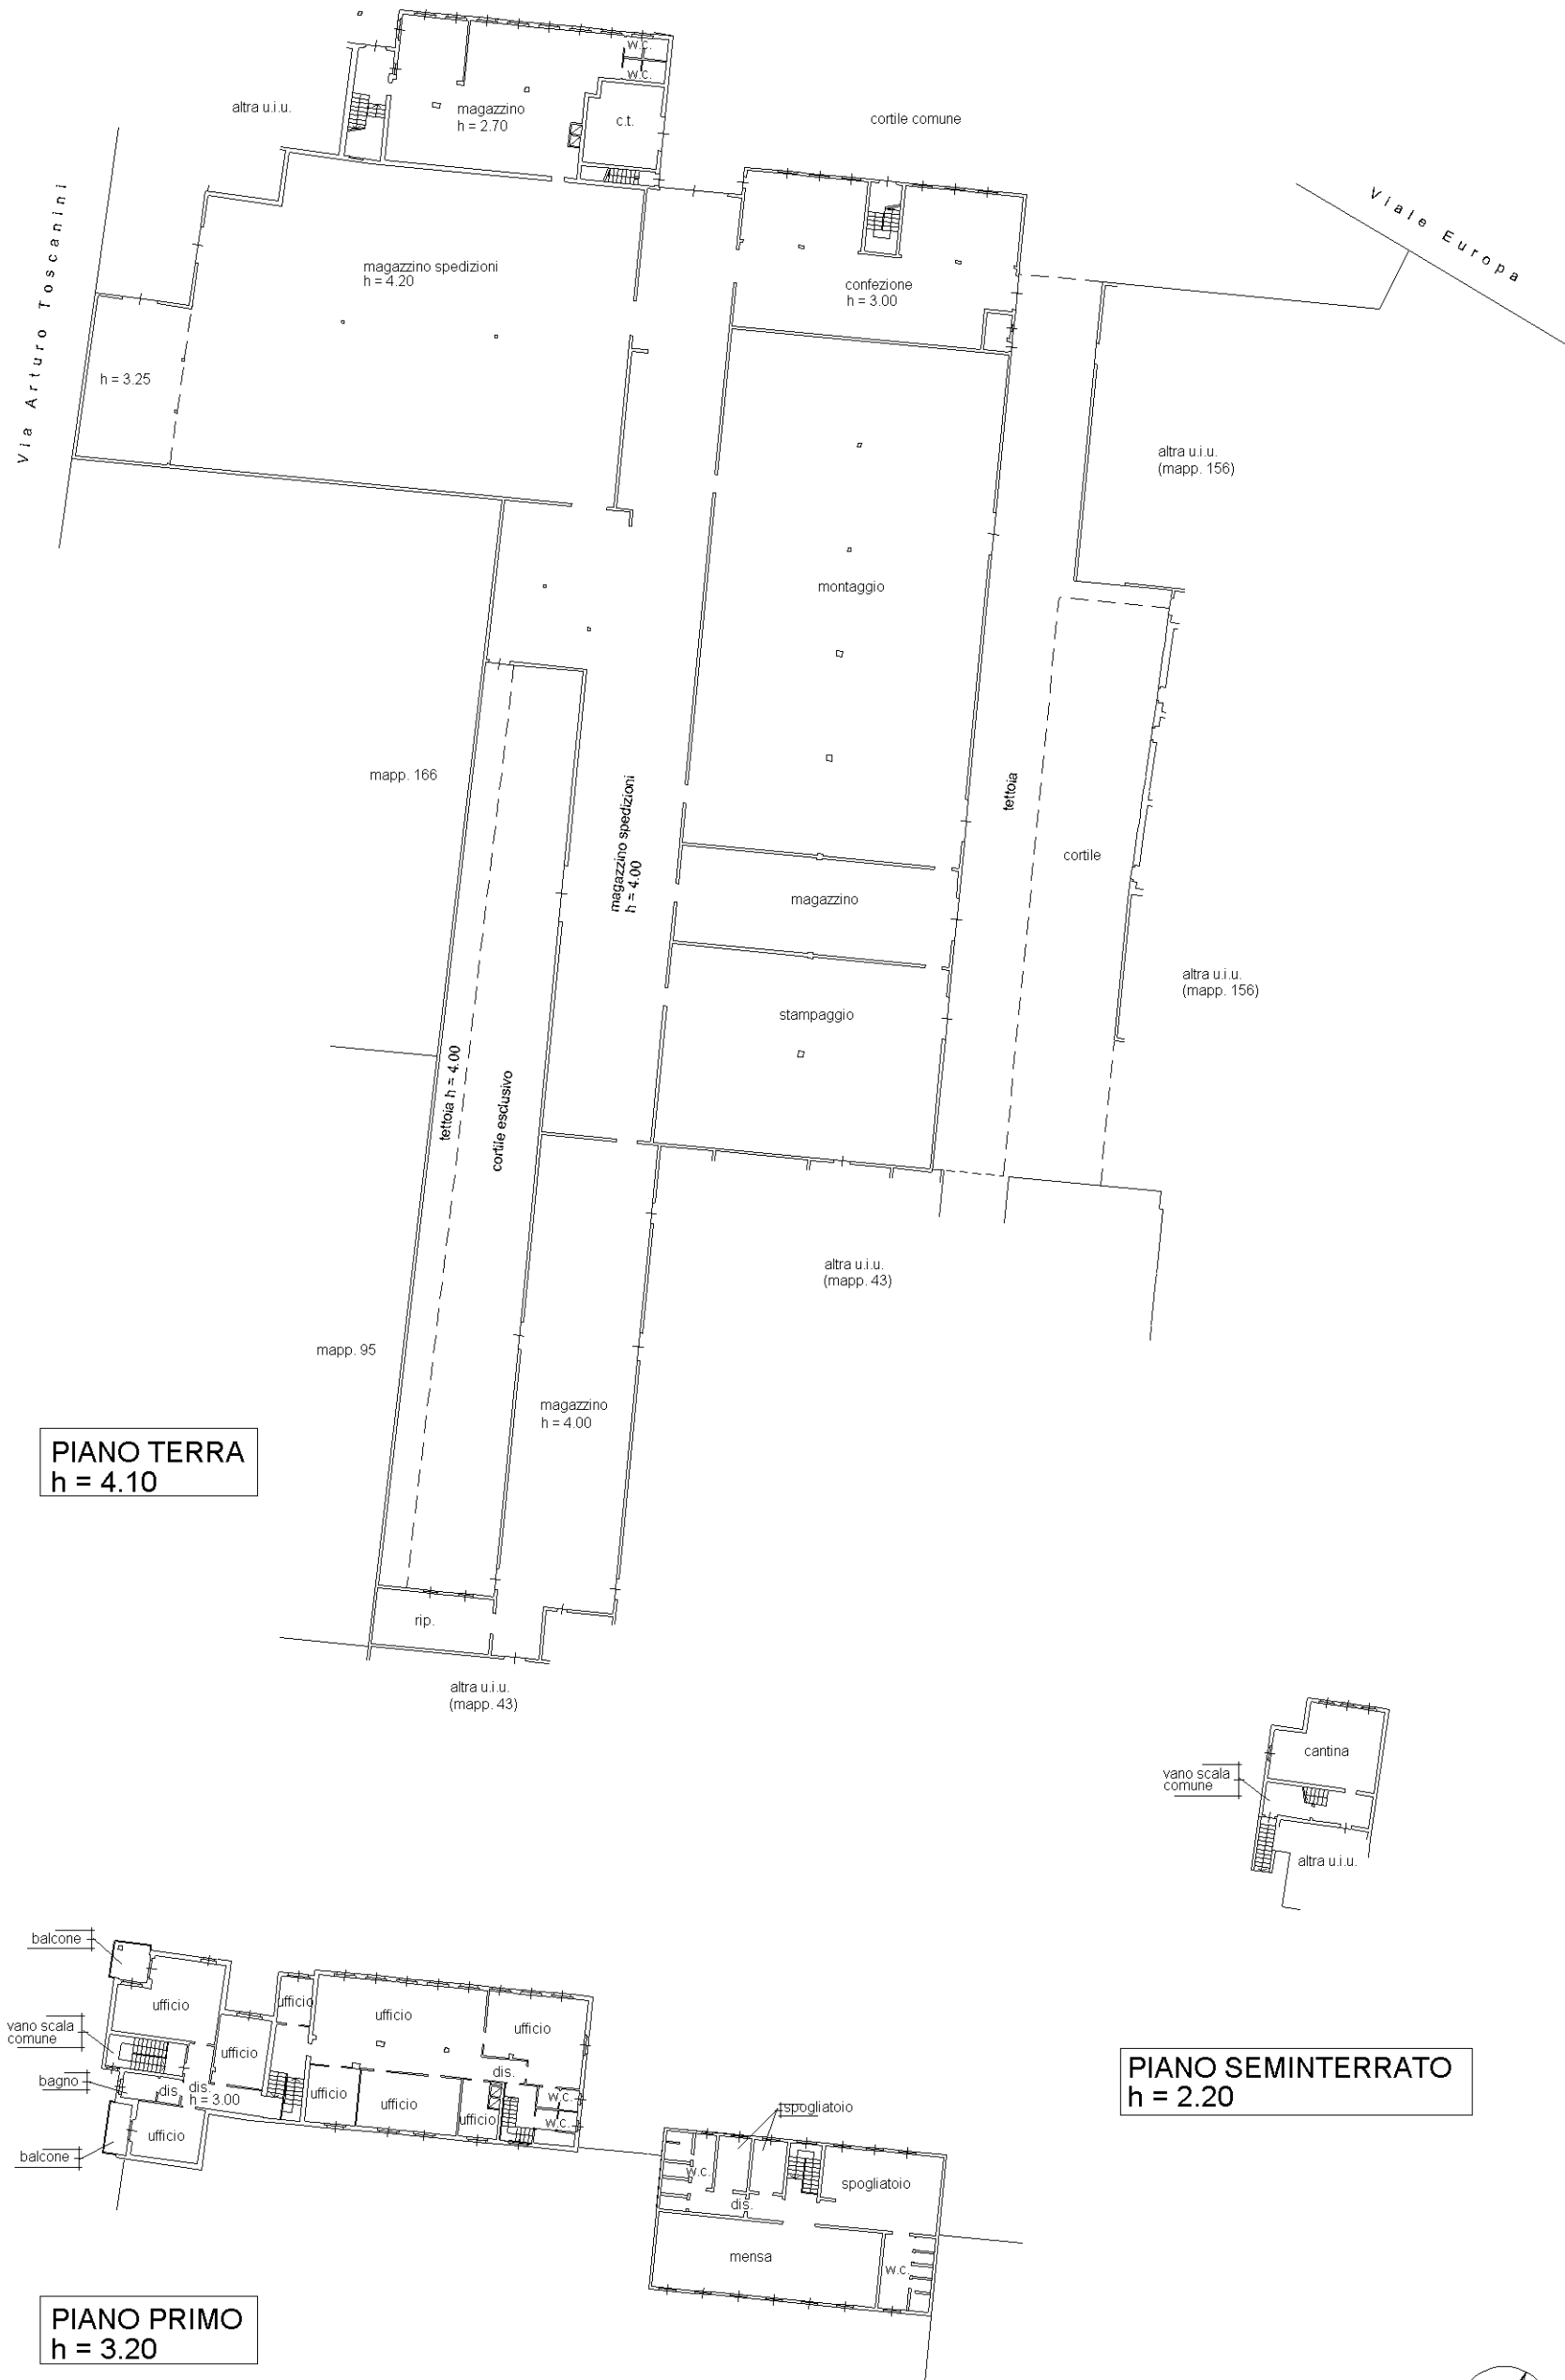 w.c.
w.c.
altra u.i.u.
magazzino
h = 2.70
c.t.
cortile comune
Via Arturo Toscanini
Viale Europa
magazzino spedizioni
h = 4.20
confezione
h = 3.00
h = 3.25
altra u.i.u.
(mapp. 156)
montaggio
mapp. 166
magazzino spedizioni
h = 4.00
tettoia
cortile
magazzino
altra u.i.u.
(mapp. 156)
stampaggio
tettoia h = 4.00
cortile esclusivo
altra u.i.u.
(mapp. 43)
mapp. 95
magazzino
h = 4.00
PIANO TERRA
h = 4.10
rip.
altra u.i.u.
(mapp. 43)
cantina
vano scala
comune
altra u.i.u.
balcone
ufficio
ufficio
ufficio
ufficio
vano scala
comune
ufficio
bagno
dis.
dis.
h = 3.00
ufficio
ufficio
ufficio
dis.
w.c.
w.c.
ufficio
balcone
spogliatoio
w.c.
dis.
spogliatoio
mensa
w.c.
PIANO SEMINTERRATO
h = 2.20
PIANO PRIMO
h = 3.20